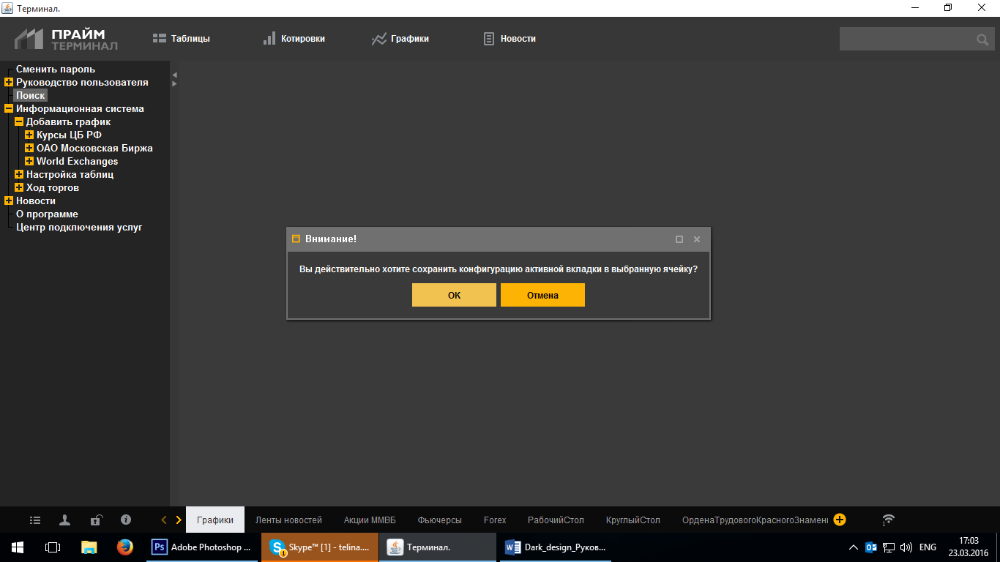 Терминал.
ПРАЙМ
ТЕРМИНАЛ
Таблицы
Котировки
Графики
Новости
Сменить пароль
Руководство пользователя
Поиск
Информационная система
Добавить график
Курсы ЦБ РФ
ОАО Московская Биржа
World Exchanges
Настройка таблиц
Ход торгов
Новости
О программе
Центр подключения услуг
Внимание!
Вы действительно хотите сохранить конфигурацию активной вкладки в выбранную ячейку?
OK
Отмена
Графики
Ленты новостей
Акции ММВБ
Фьючерсы
Forex
РабочийСтол
КруглыйСтол
ОрденаТрудовогоКрасногоЗнамени
1
Adobe Photoshop ...
Skype™ [1] - telina....
Терминал.
Dark_design_Руков...
ENG
17:03
23.03.2016